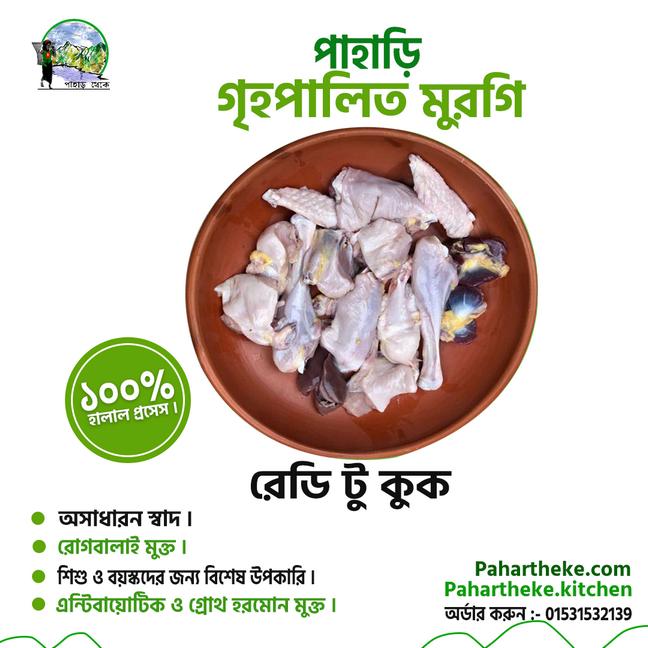 পাহাড়ি
গৃহপালিত মুরগি
পাহাড় থেকে
১০০%
হালাল প্রসেস ।
রেডি টু কুক
অসাধারন স্বাদ ।
রোগবালাই মুক্ত ।
শিশু ও বয়স্কদের জন্য বিশেষ উপকারি ।
এন্টিবায়োটিক ও গ্রোথ হরমোন মুক্ত ।
Pahartheke.com
Pahartheke.kitchen
অর্ডার করুন :- 01531532139